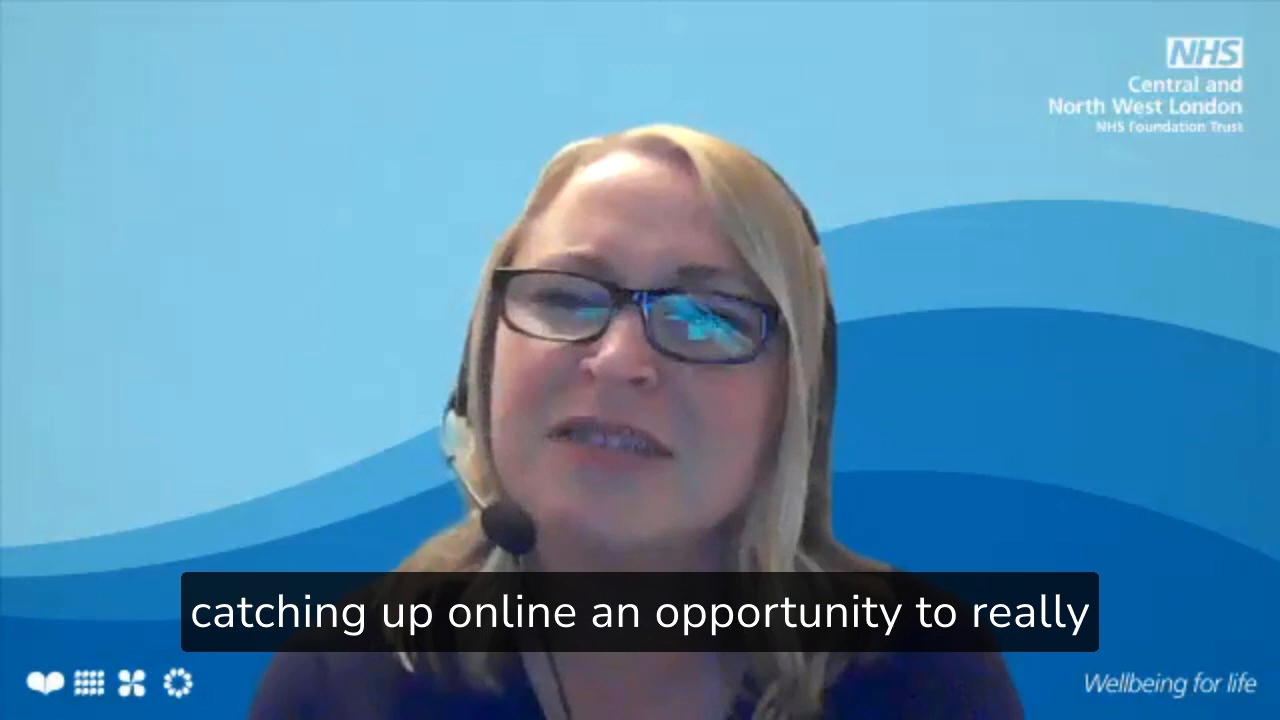 NHS
Central and
North West London
NHS Foundation Trust
catching up online an opportunity to really
Wellbeing for life